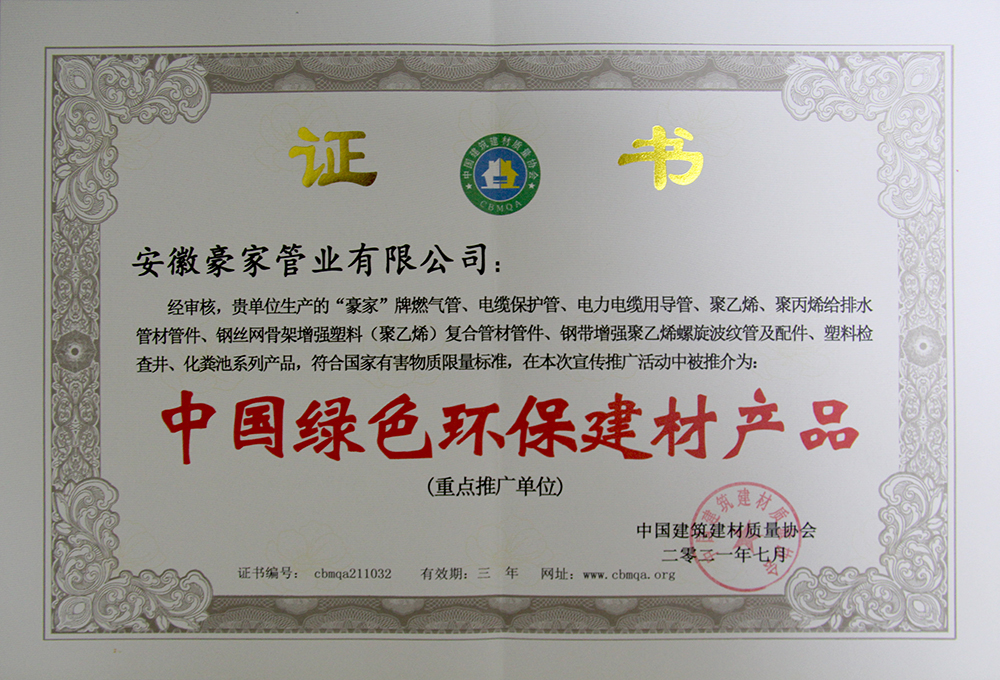 证 书
中国建筑建材质量协会
CBMQA
安徽豪家管业有限公司：
经审核，贵单位生产的“豪家”牌燃气管、电缆保护管、电力电缆用导管、聚乙烯、聚丙烯给排水
管材管件、钢丝网骨架增强塑料（聚乙烯）复合管材管件、钢带增强聚乙烯螺旋波纹管及配件、塑料检
查井、化粪池系列产品，符合国家有害物质限量标准，在本次宣传推广活动中被推介为：
中国绿色环保建材产品
(重点推广单位)
中国建筑建材质量协会
二零二一年七月
证书编号： cbmqa211032 有效期：三 年 网址：www.cbmqa.org